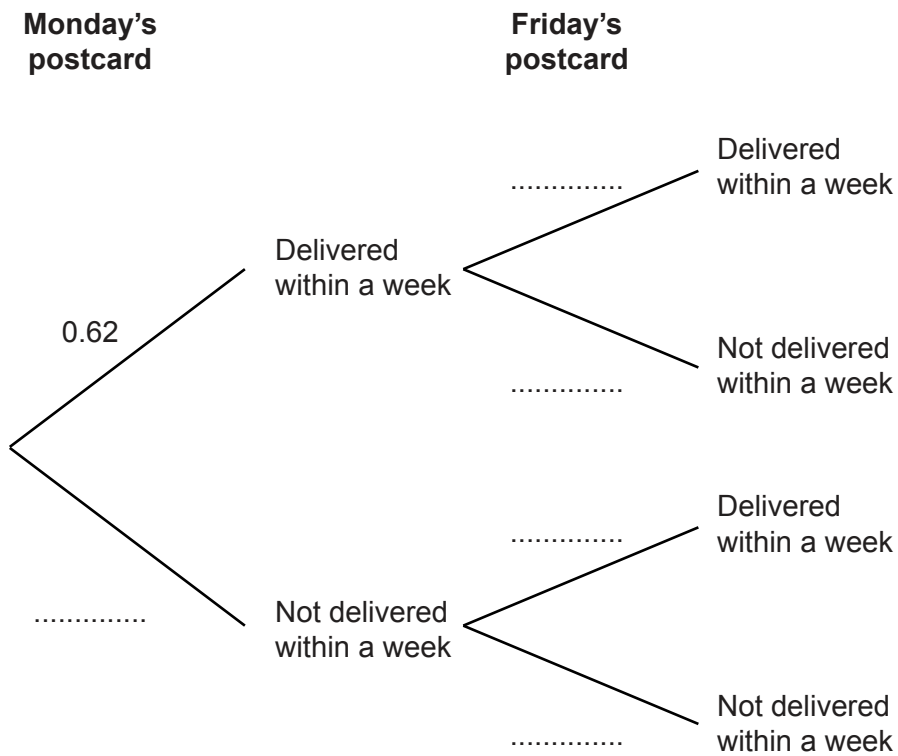 Monday's
postcard
Friday's
postcard
..............
Delivered
within a week
Delivered
within a week
0.62
Not delivered
within a week
..............
Delivered
within a week
..............
..............
Not delivered
within a week
Not delivered
within a week
..............